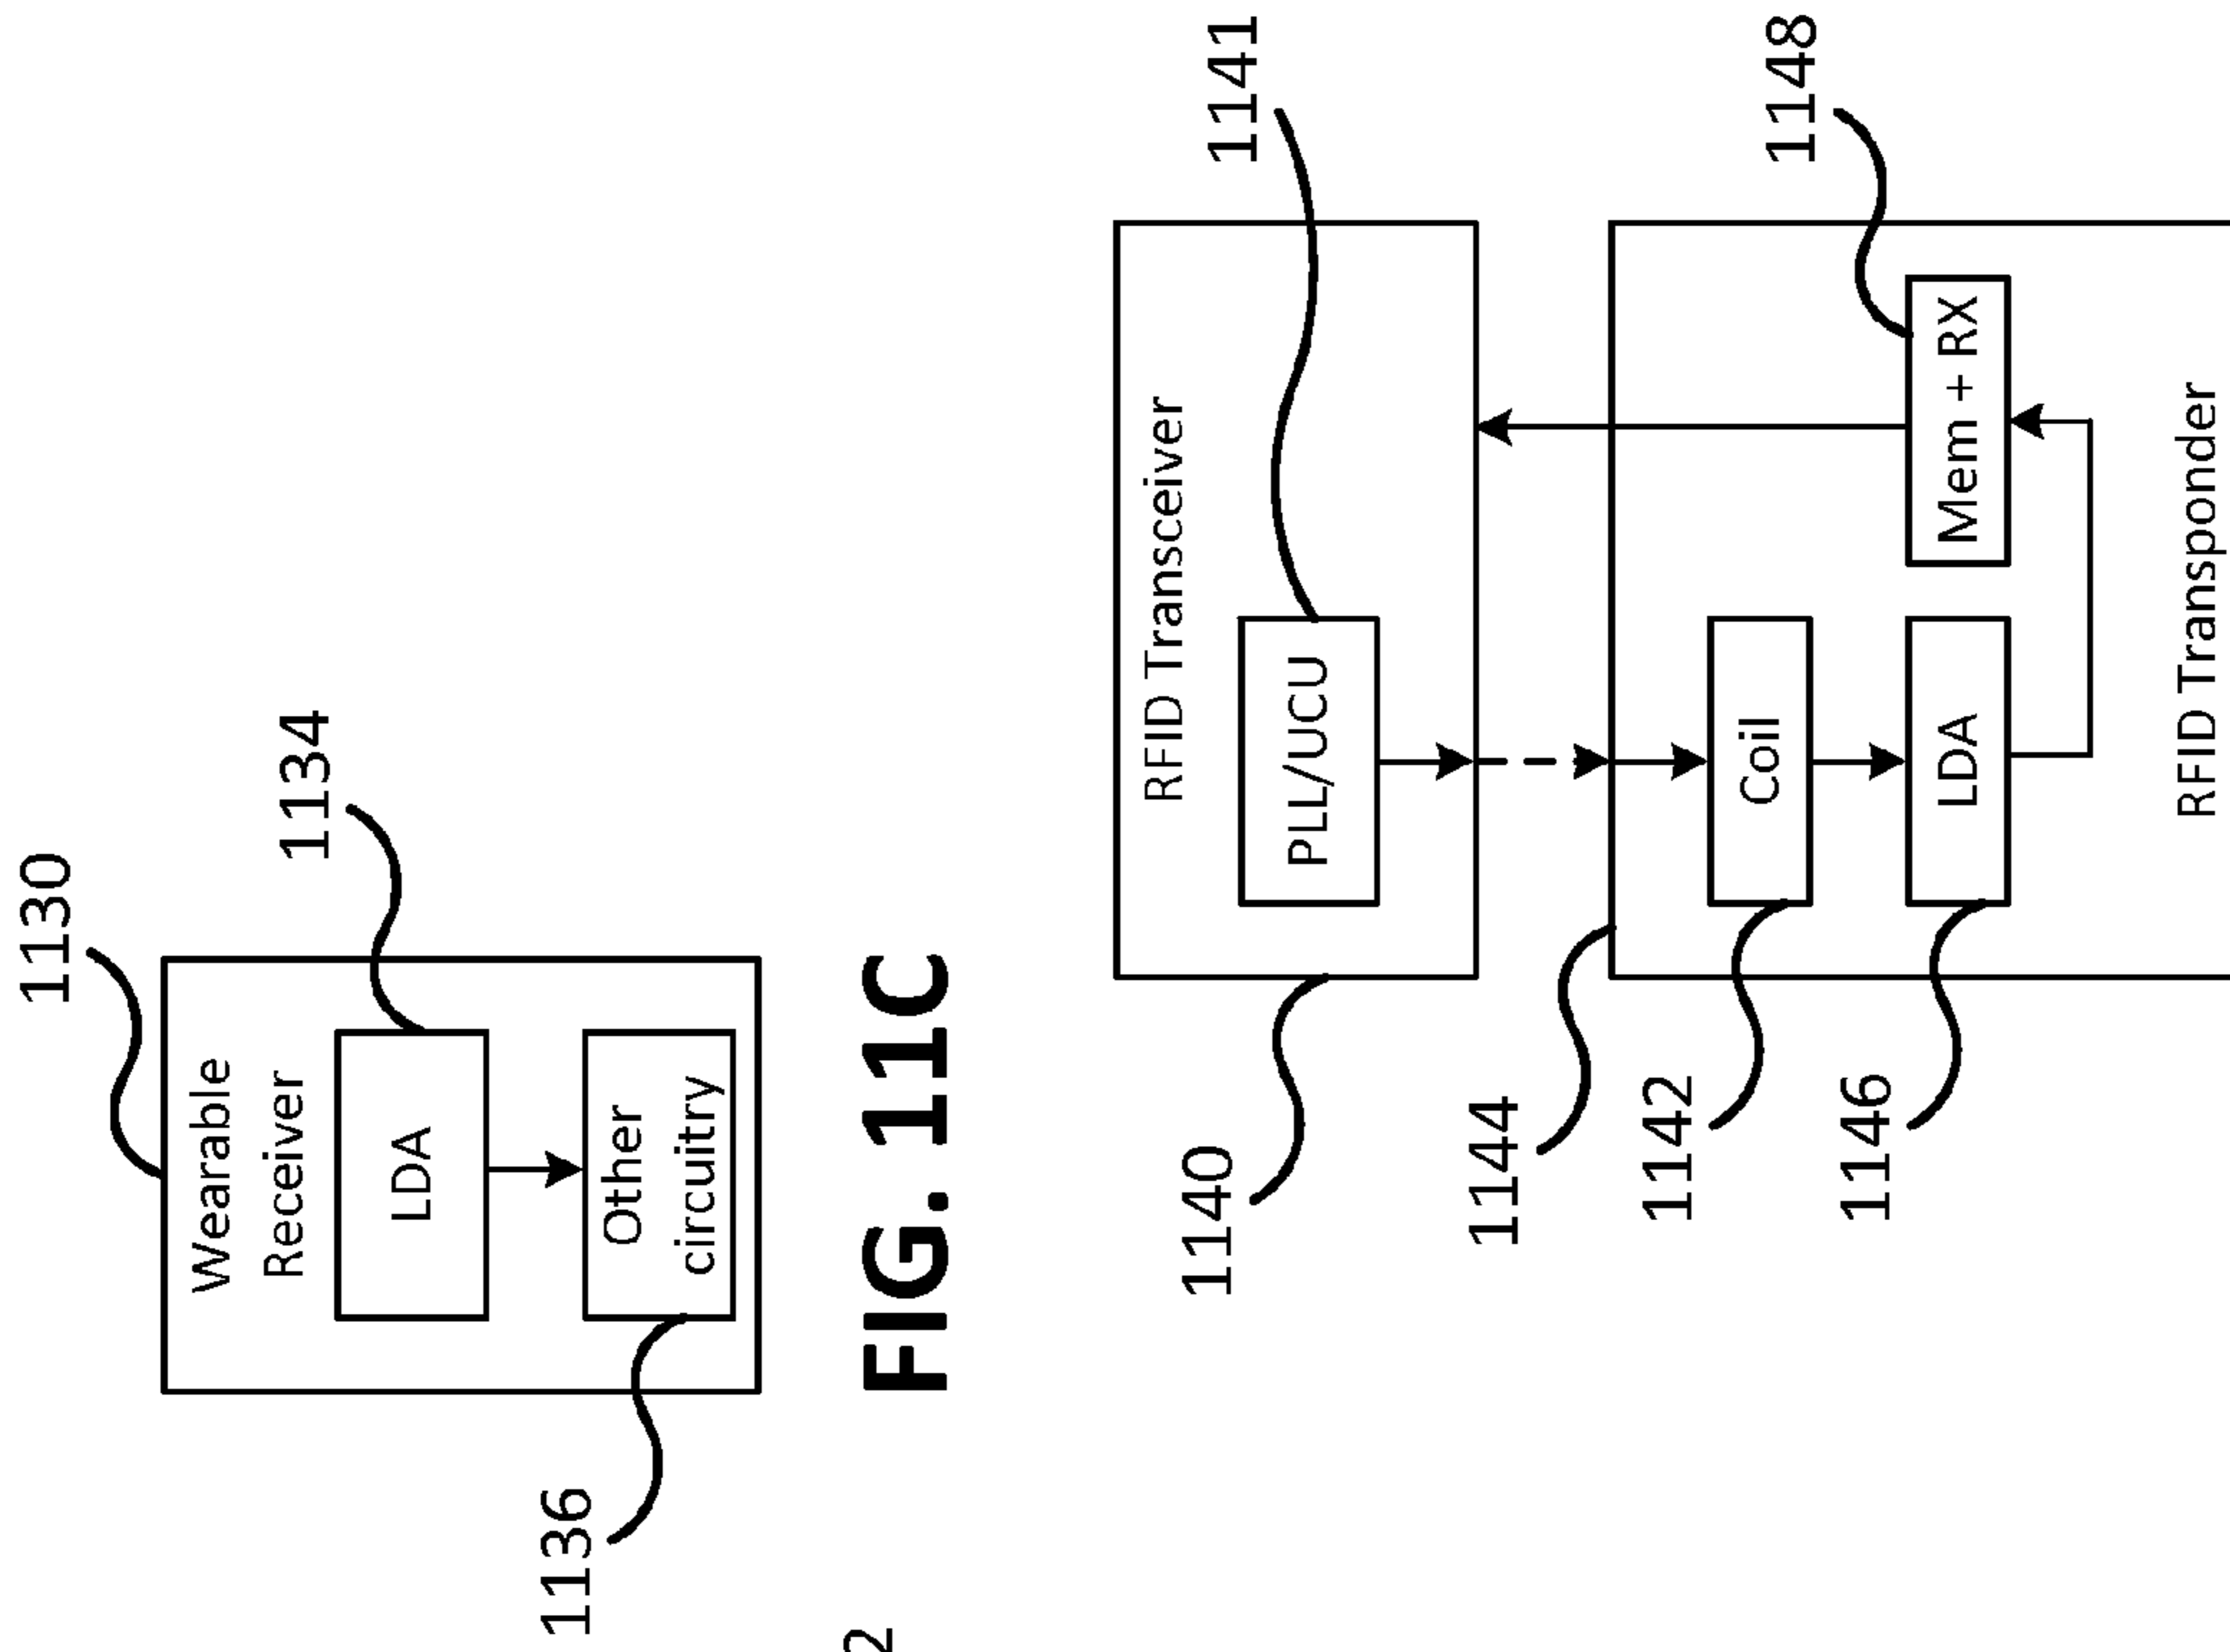 1130
Wearable
Receiver
1134
LDA
Other
circuitry
1136
2
FIG. 11C
1141
RFID Transceiver
PLL/UCU
1140
1144
1148
Coil
1142
LDA
1146
Mem + RX
RFID Transponder